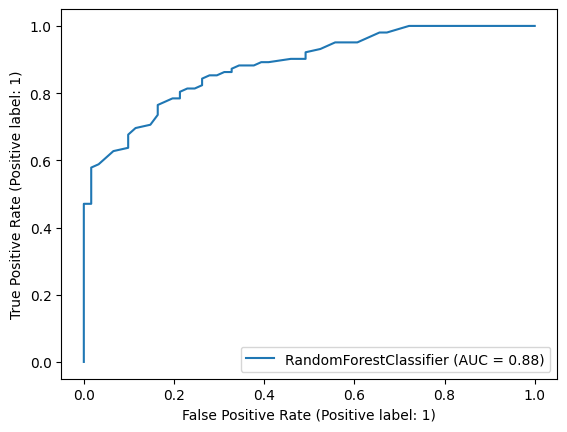 1.0
0.8
0.6
0.4
0.2
0.0
True Positive Rate (Positive label: 1)
RandomForestClassifier (AUC = 0.88)
0.0 0.2 0.4 0.6 0.8 1.0
False Positive Rate (Positive label: 1)